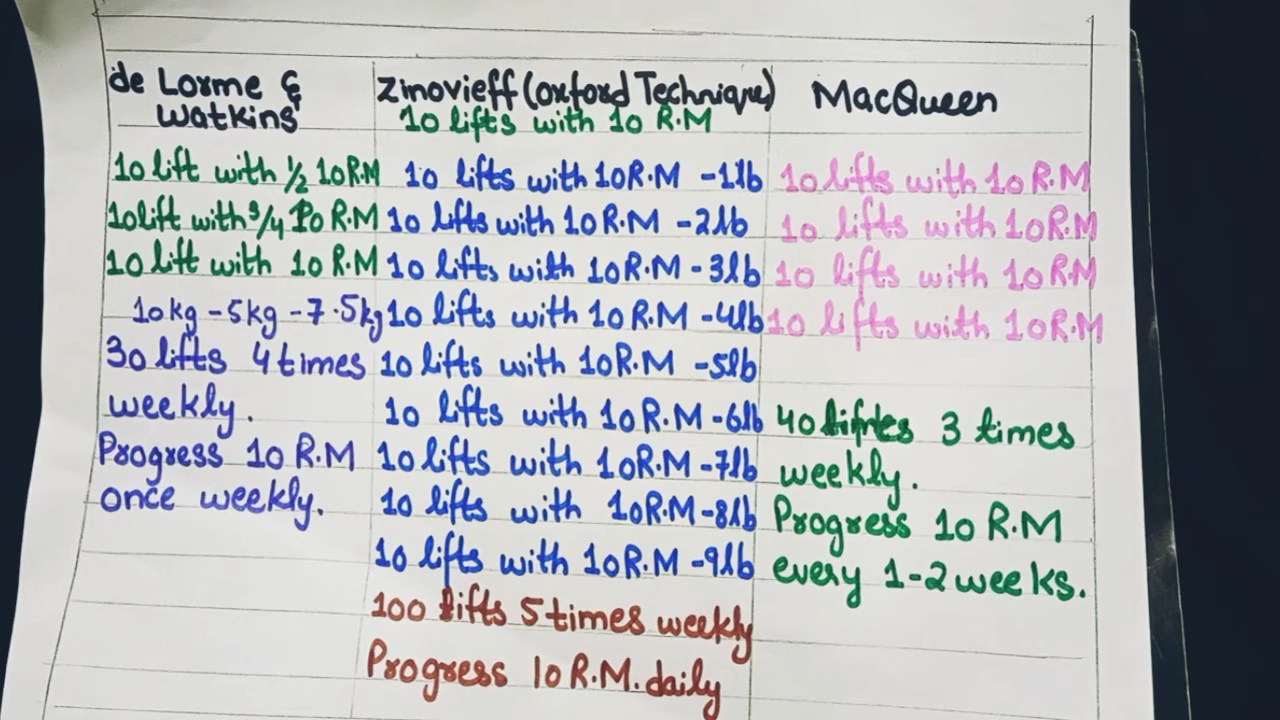 de Lorme &
Watkins
10 lift with 1/2 10R.M
10 lift with 3/4 10 R.M
10 lift with 10 R.M
10kg - 5kg - 7.5kg
30 lifts 4 times
weekly.
Progress 10 R.M
once weekly.
Zinovieff (Oxford Technique)
10 lifts with 10 R.M
10 lifts with 10R.M -1lb
10 lifts with 10R.M -2lb
10 lifts with 10R.M -3lb
10 lifts with 10R.M -4lb
10 lifts with 10R.M -5lb
10 lifts with 10R.M -6lb
10 lifts with 10R.M -7lb
10 lifts with 10R.M -8lb
10 lifts with 10R.M -9lb
100 lifts 5 times weekly
Progress 10 R.M. daily
MacQueen
10 lifts with 10 R.M
10 lifts with 10R.M
10 lifts with 10R.M
10 lifts with 10R.M
40 3 times
weekly.
Progress 10 R.M
every 1-2 weeks.